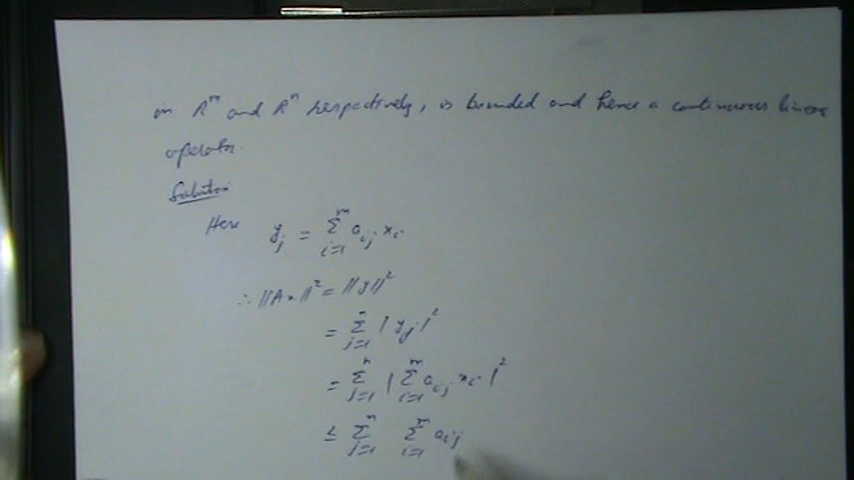 in R^m and R^n respectively, is bounded and hence a continuous linear
operator.
Solution
Here y_j = Σ_{i=1}^m a_{ij} x_i
∴ ||Ax||² = ||y||²
= Σ_{j=1}^n |y_j|²
= Σ_{j=1}^n |Σ_{i=1}^m a_{ij} x_i|²
≤ Σ_{j=1}^n Σ_{i=1}^m a_{ij}